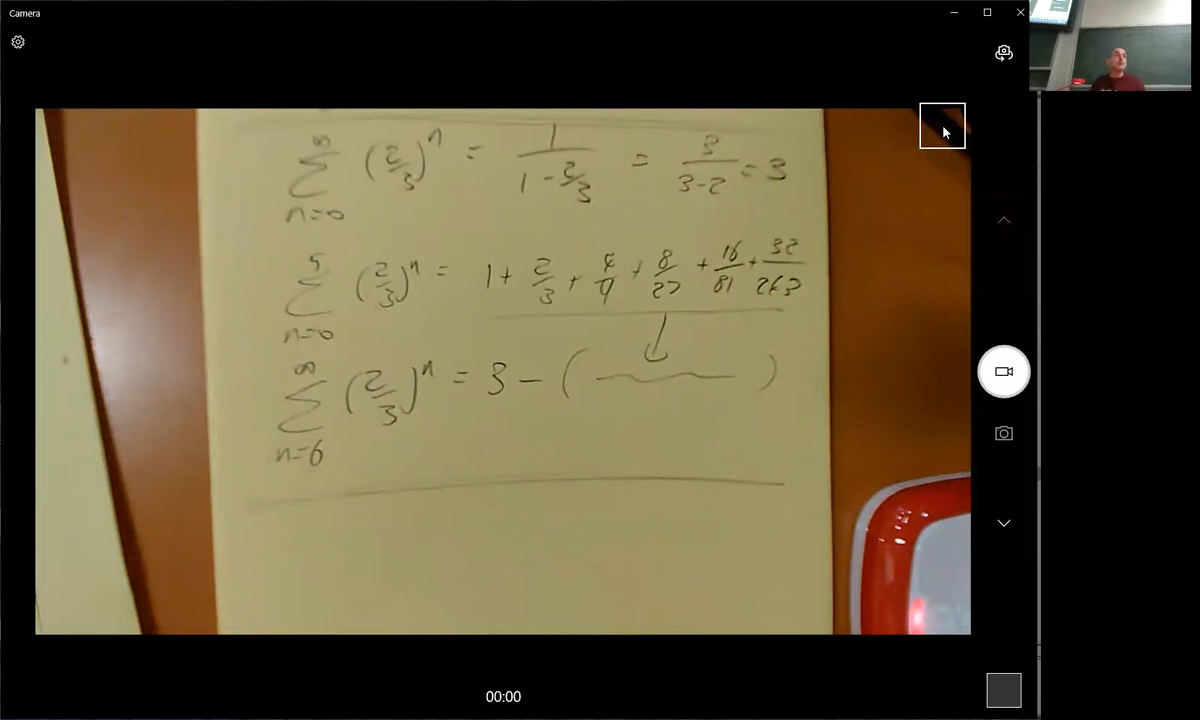 Camera
∞
∑ (2/3)^n = 1/(1-2/3) = 3/(3-2) = 3
n=0
5
∑ (2/3)^n = 1 + 2/3 + 4/9 + 8/27 + 16/81 + 32/243
n=0
∞
∑ (2/3)^n = 3 - ( )
n=6
00:00